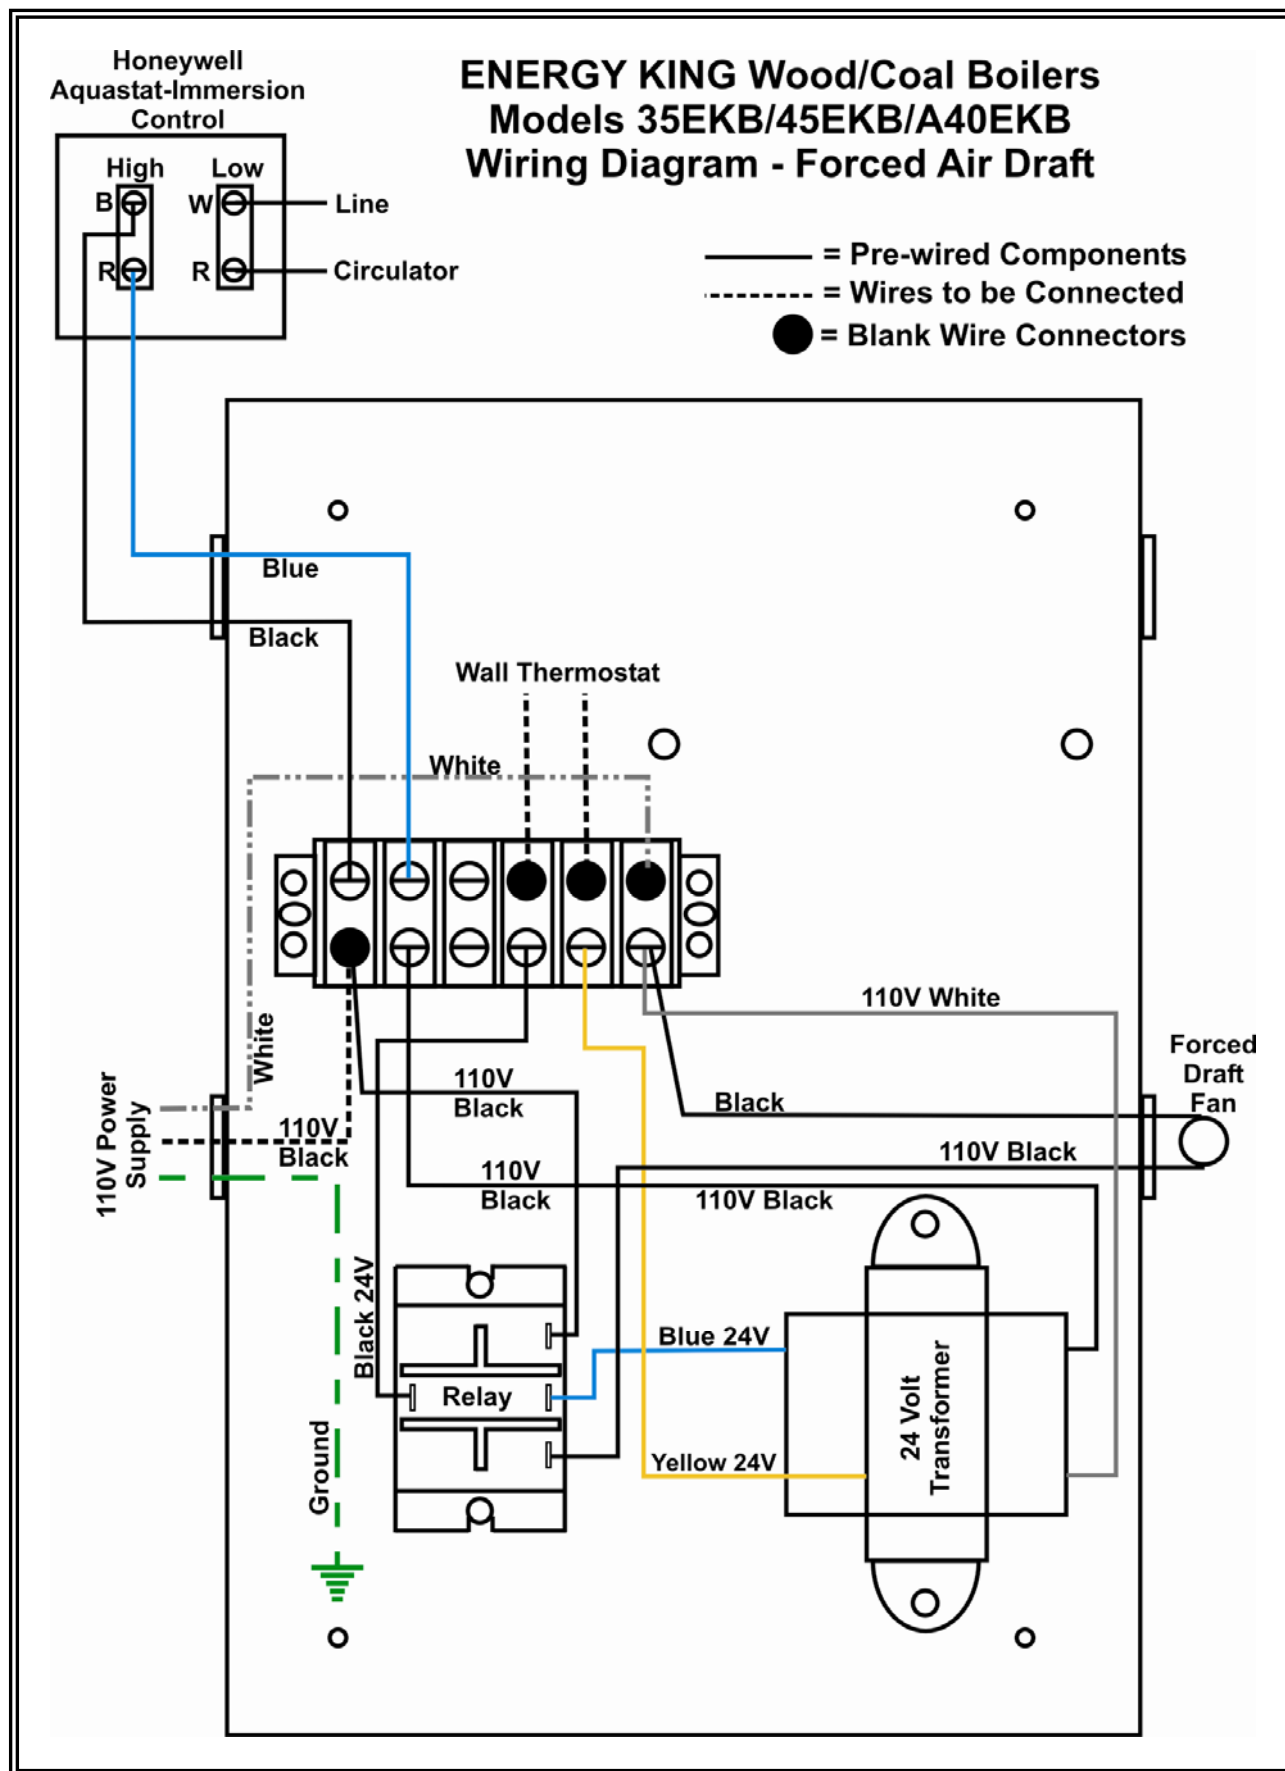 Honeywell
Aquastat-Immersion
Control
ENERGY KING Wood/Coal Boilers
Models 35EKB/45EKB/A40EKB
Wiring Diagram - Forced Air Draft
High Low
B W Line
R R Circulator
= Pre-wired Components
= Wires to be Connected
= Blank Wire Connectors
Blue
Black
Wall Thermostat
White
White
110V White
Forced
Draft
Fan
110V Power
Supply
110V
Black
Black
110V
Black
110V Black
110V
Black
110V Black
Black 24V
Blue 24V
Relay
24 Volt
Transformer
Yellow 24V
Ground